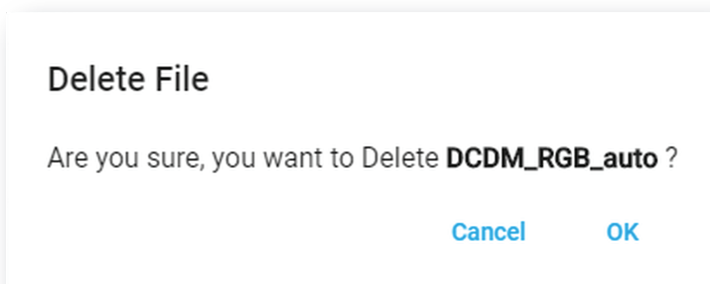 Delete File
Are you sure, you want to Delete DCDM_RGB_auto ?
Cancel OK